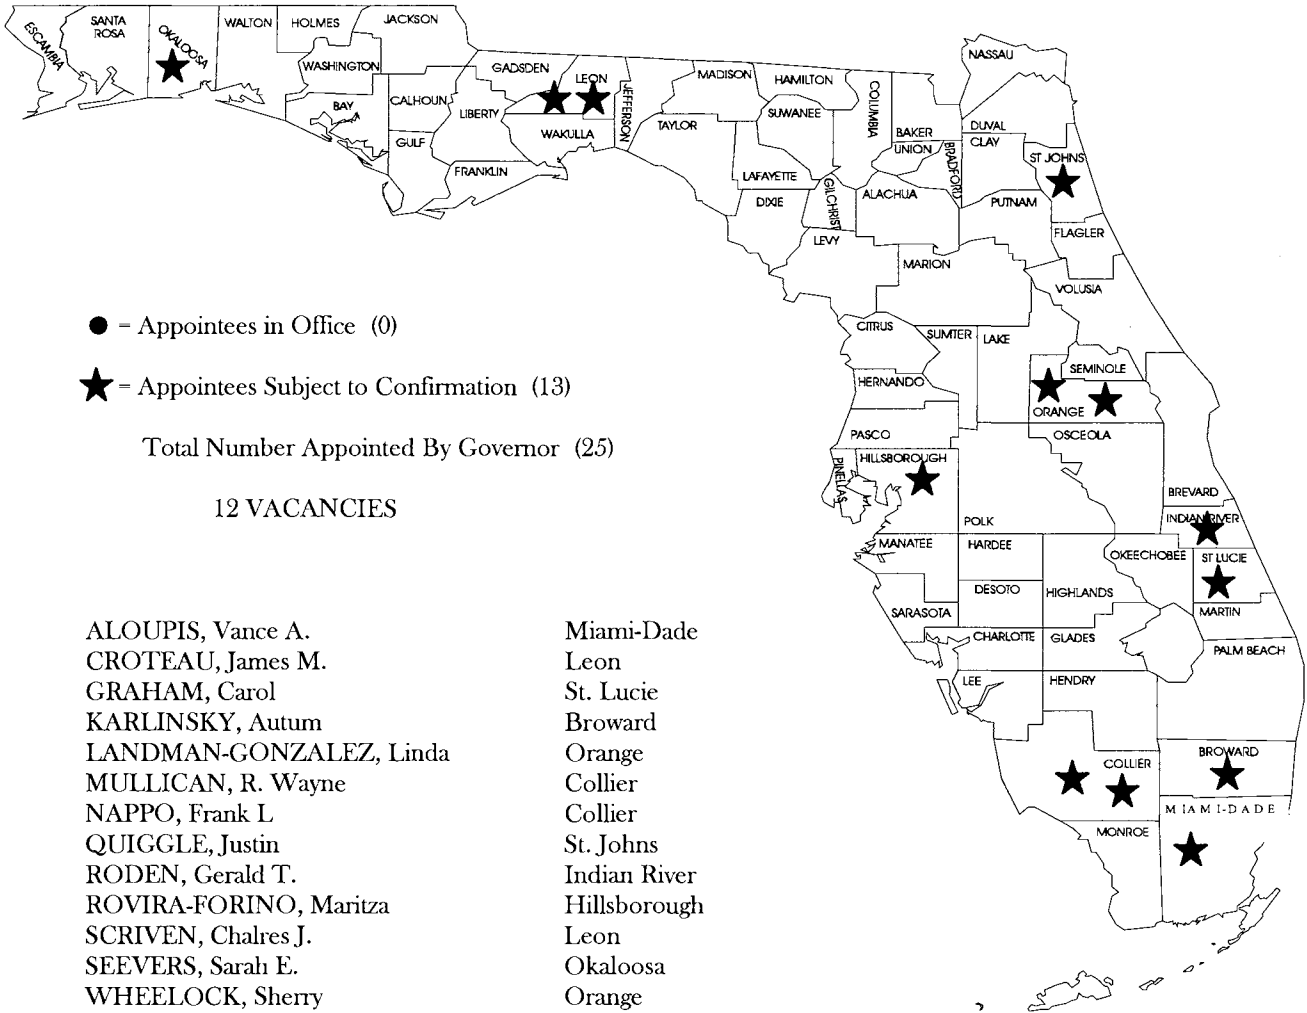 ESCAMBIA
SANTA
ROSA
OKALOOSA
WALTON
HOLMES
JACKSON
WASHINGTON
BAY
CALHOUN
GULF
GADSDEN
LIBERTY
FRANKLIN
LEON
WAKULLA
JEFFERSON
MADISON
TAYLOR
HAMILTON
SUWANEE
LAFAYETTE
DIXIE
COLUMBIA
GILCHRIST
BAKER
UNION
BRADFORD
ALACHUA
LEVY
NASSAU
DUVAL
CLAY
ST JOHNS
PUTNAM
FLAGLER
MARION
VOLUSIA
CITRUS
SUMTER
LAKE
HERNANDO
SEMINOLE
ORANGE
PASCO
OSCEOLA
HILLSBOROUGH
PINELLAS
POLK
BREVARD
INDIAN RIVER
MANATEE
HARDEE
OKEECHOBEE
ST LUCIE
DESOTO
HIGHLANDS
SARASOTA
MARTIN
CHARLOTTE
GLADES
PALM BEACH
LEE
HENDRY
COLLIER
BROWARD
MIAMI-DADE
MONROE
= Appointees in Office (0)
= Appointees Subject to Confirmation (13)
Total Number Appointed By Governor (25)
12 VACANCIES
ALOUPIS, Vance A. Miami-Dade
CROTEAU, James M. Leon
GRAHAM, Carol St. Lucie
KARLINSKY, Autum Broward
LANDMAN-GONZALEZ, Linda Orange
MULLICAN, R. Wayne Collier
NAPPO, Frank L Collier
QUIGGLE, Justin St. Johns
RODEN, Gerald T. Indian River
ROVIRA-FORINO, Maritza Hillsborough
SCRIVEN, Chalres J. Leon
SEEVERS, Sarah E. Okaloosa
WHEELOCK, Sherry Orange